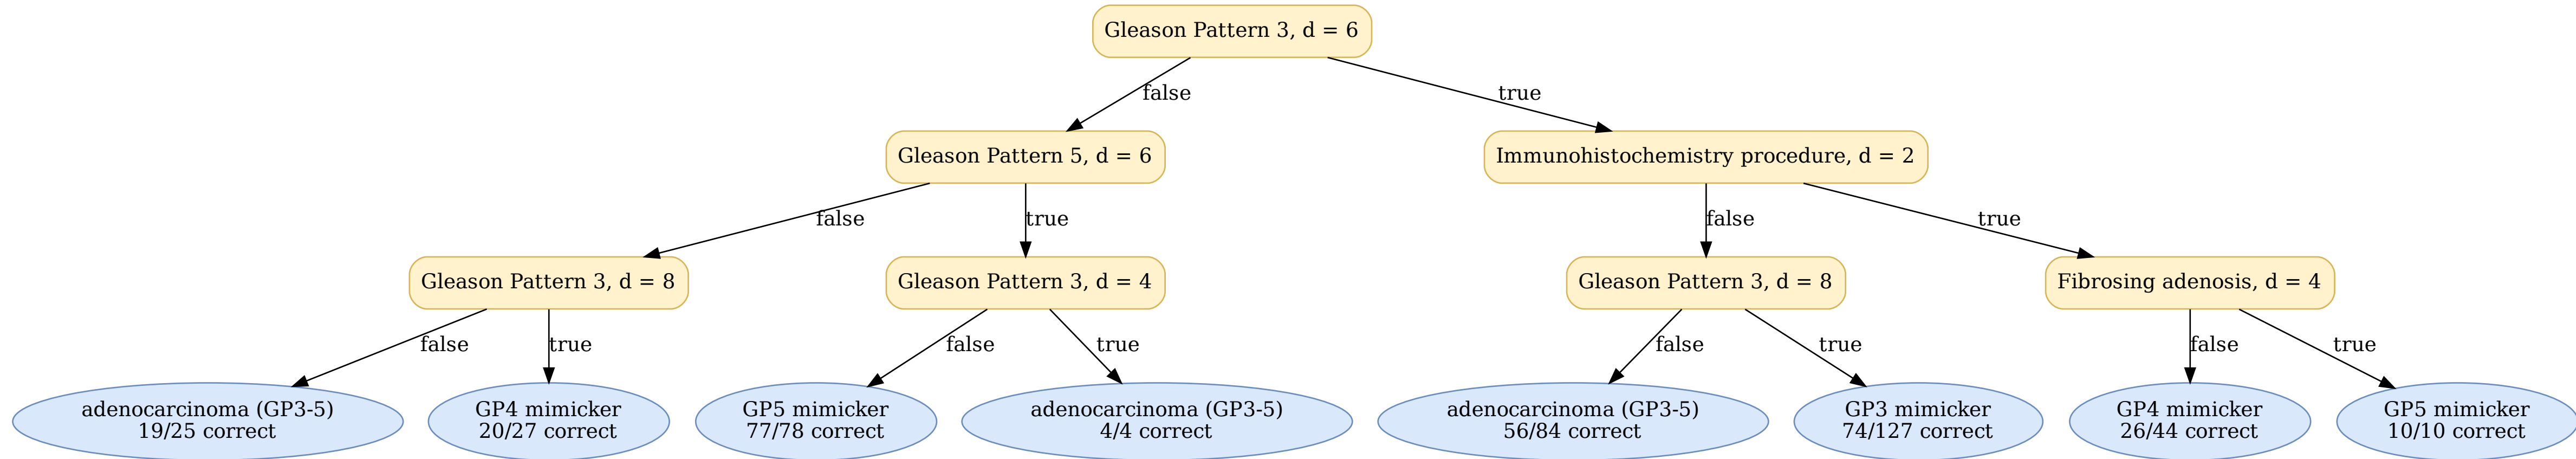 Gleason Pattern 3, d = 6
false
true
Gleason Pattern 5, d = 6
Immunohistochemistry procedure, d = 2
false
true
false
true
Gleason Pattern 3, d = 8
Gleason Pattern 3, d = 4
Gleason Pattern 3, d = 8
Fibrosing adenosis, d = 4
false
true
false
true
false
true
false
true
adenocarcinoma (GP3-5)
19/25 correct
GP4 mimicker
20/27 correct
GP5 mimicker
77/78 correct
adenocarcinoma (GP3-5)
4/4 correct
adenocarcinoma (GP3-5)
56/84 correct
GP3 mimicker
74/127 correct
GP4 mimicker
26/44 correct
GP5 mimicker
10/10 correct